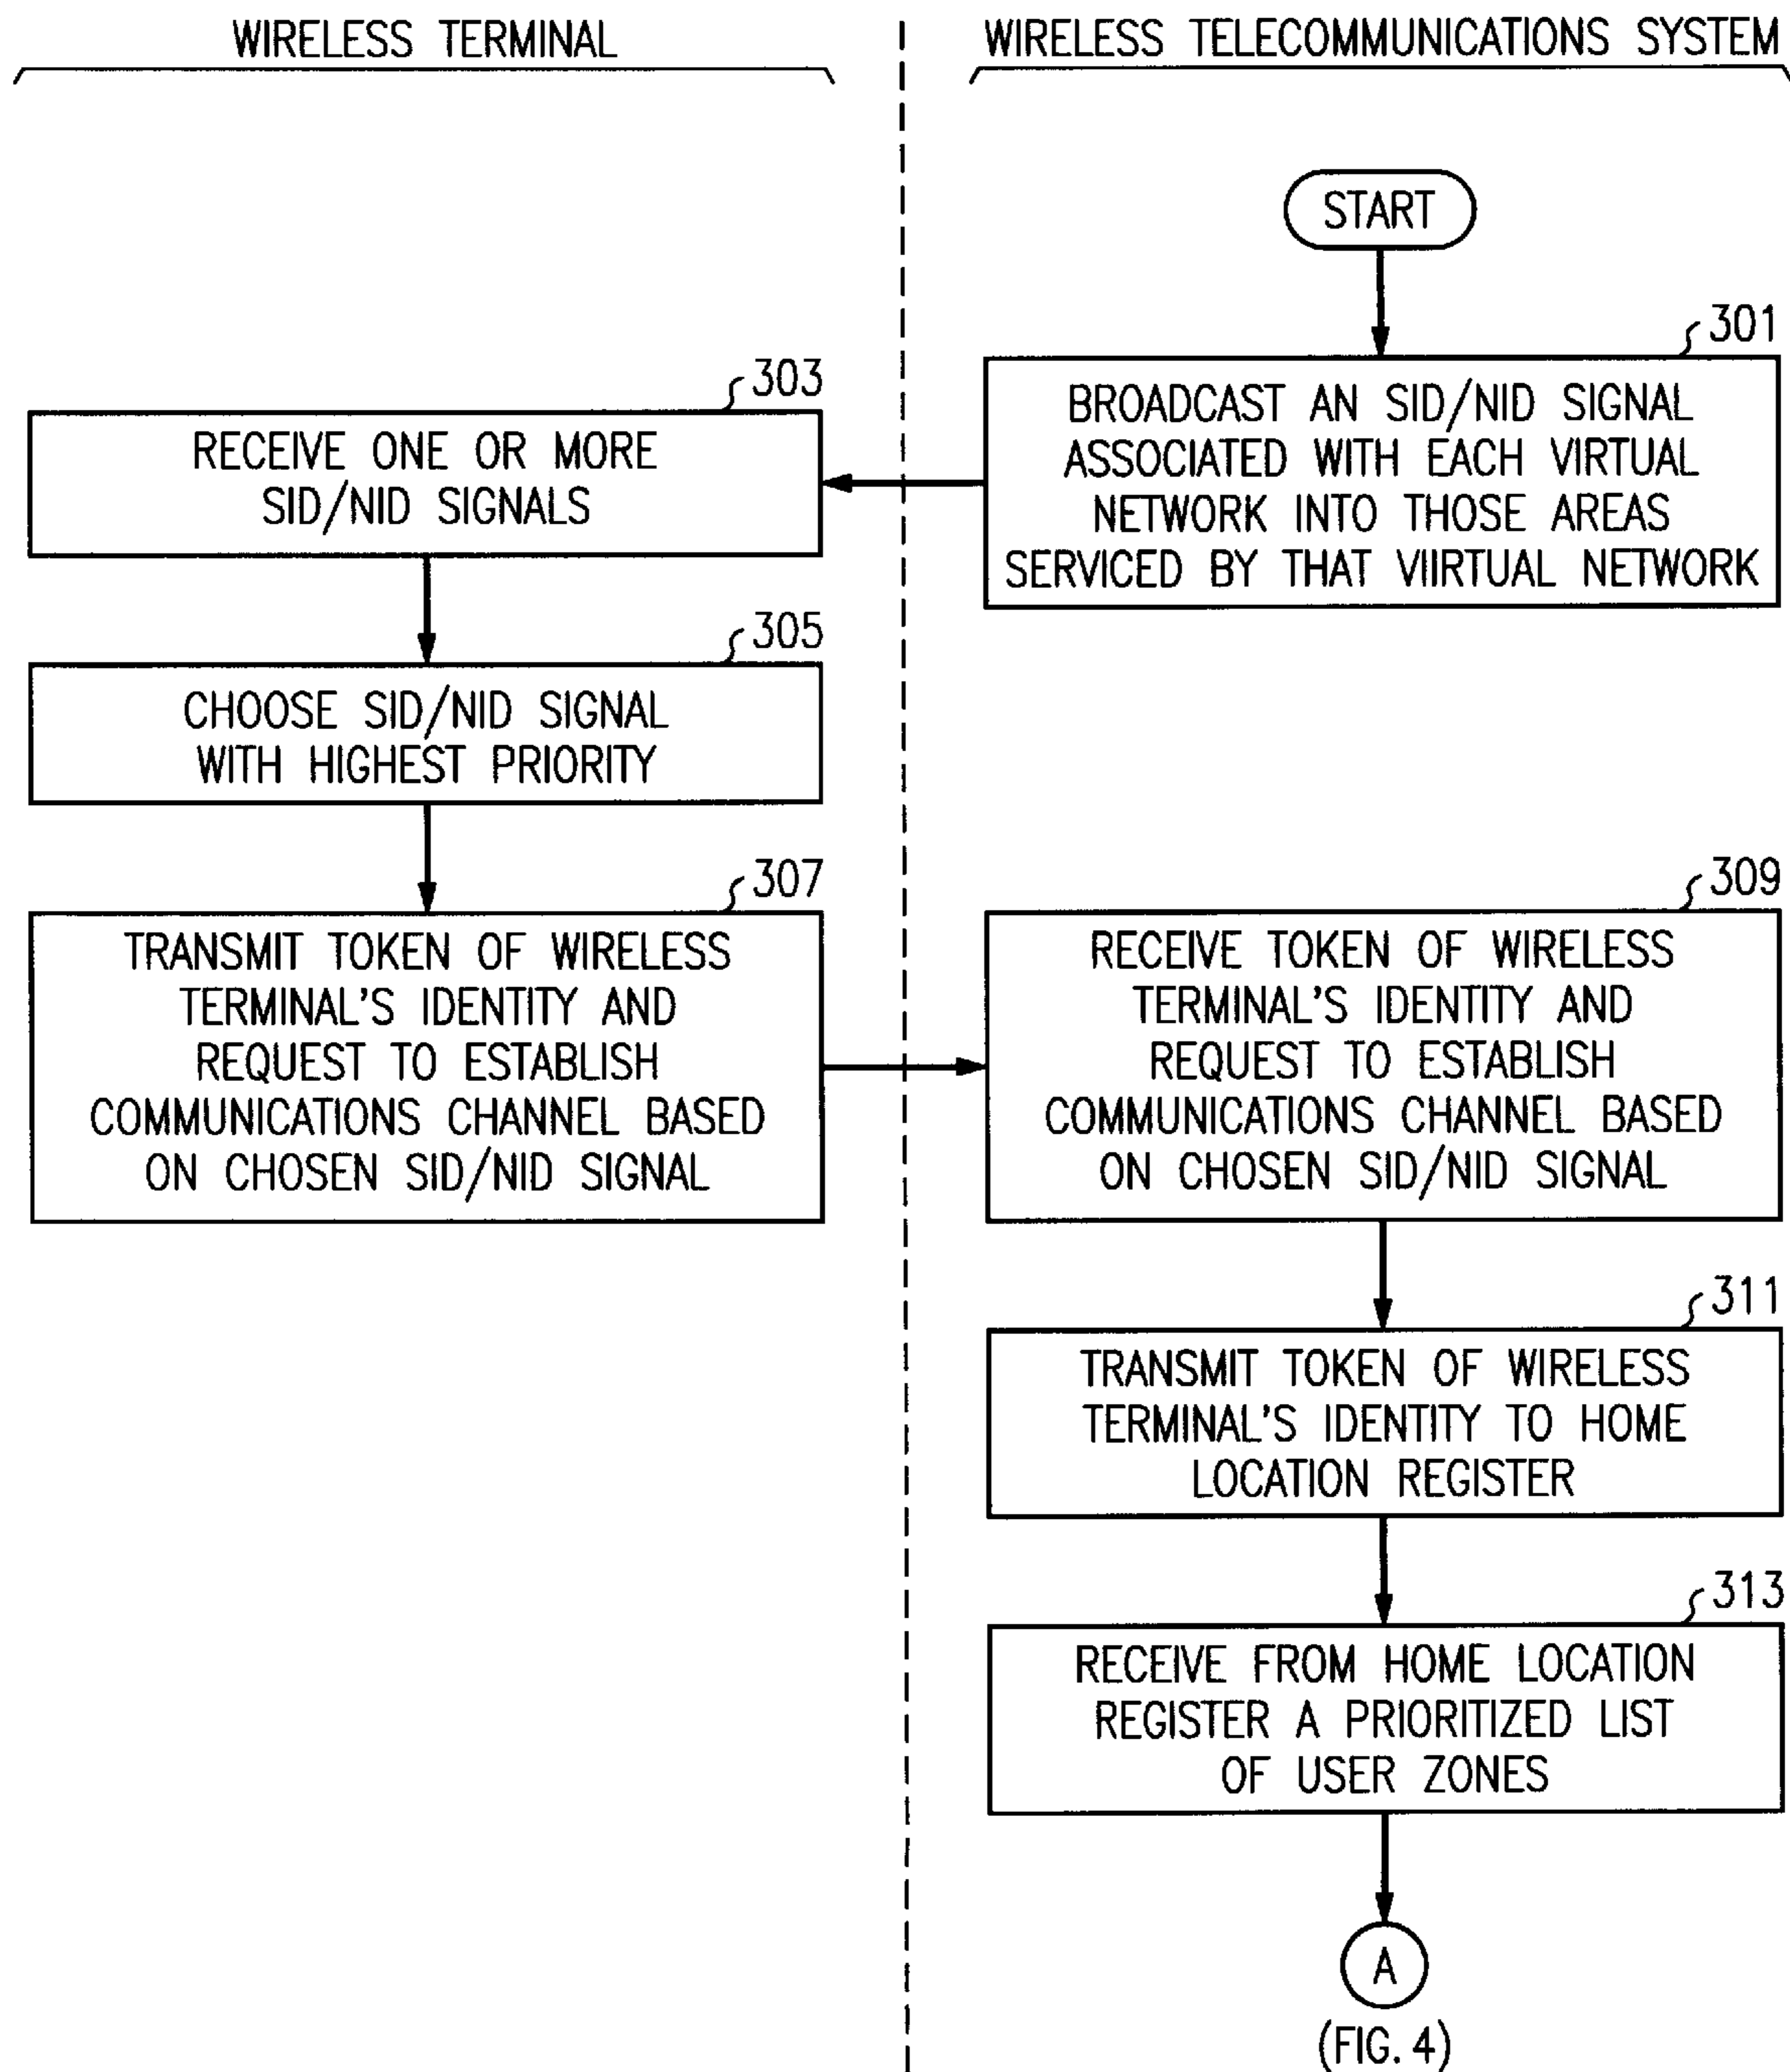 WIRELESS TERMINAL
WIRELESS TELECOMMUNICATIONS SYSTEM
START
301
BROADCAST AN SID/NID SIGNAL
ASSOCIATED WITH EACH VIRTUAL
NETWORK INTO THOSE AREAS
SERVICED BY THAT VIIRTUAL NETWORK
303
RECEIVE ONE OR MORE
SID/NID SIGNALS
305
CHOOSE SID/NID SIGNAL
WITH HIGHEST PRIORITY
307
TRANSMIT TOKEN OF WIRELESS
TERMINAL'S IDENTITY AND
REQUEST TO ESTABLISH
COMMUNICATIONS CHANNEL BASED
ON CHOSEN SID/NID SIGNAL
309
RECEIVE TOKEN OF WIRELESS
TERMINAL'S IDENTITY AND
REQUEST TO ESTABLISH
COMMUNICATIONS CHANNEL BASED
ON CHOSEN SID/NID SIGNAL
311
TRANSMIT TOKEN OF WIRELESS
TERMINAL'S IDENTITY TO HOME
LOCATION REGISTER
313
RECEIVE FROM HOME LOCATION
REGISTER A PRIORITIZED LIST
OF USER ZONES
A
(FIG. 4)